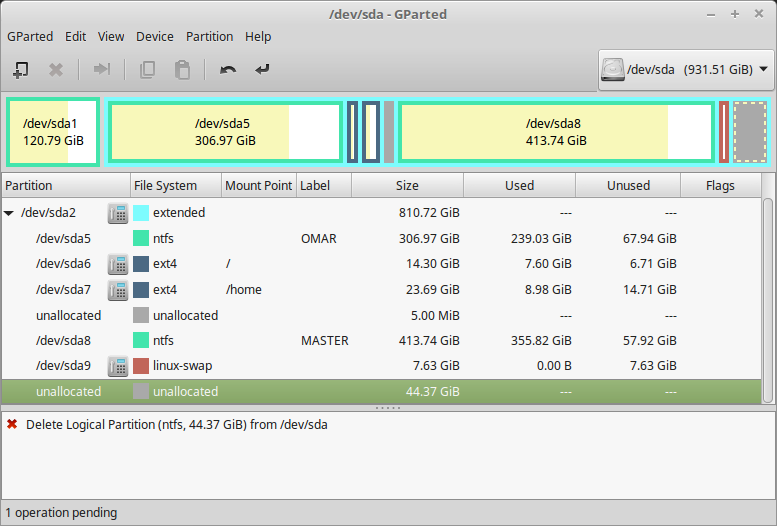 /dev/sda - GParted
GParted Edit View Device Partition Help
/dev/sda (931.51 GiB)
/dev/sda1
120.79 GiB
/dev/sda5
306.97 GiB
/dev/sda8
413.74 GiB
Partition File System Mount Point Label Size Used Unused Flags
/dev/sda2 extended 810.72 GiB --- ---
/dev/sda5 ntfs OMAR 306.97 GiB 239.03 GiB 67.94 GiB
/dev/sda6 ext4 / 14.30 GiB 7.60 GiB 6.71 GiB
/dev/sda7 ext4 /home 23.69 GiB 8.98 GiB 14.71 GiB
unallocated unallocated 5.00 MiB --- ---
/dev/sda8 ntfs MASTER 413.74 GiB 355.82 GiB 57.92 GiB
/dev/sda9 linux-swap 7.63 GiB 0.00 B 7.63 GiB
unallocated unallocated 44.37 GiB --- ---
Delete Logical Partition (ntfs, 44.37 GiB) from /dev/sda
1 operation pending